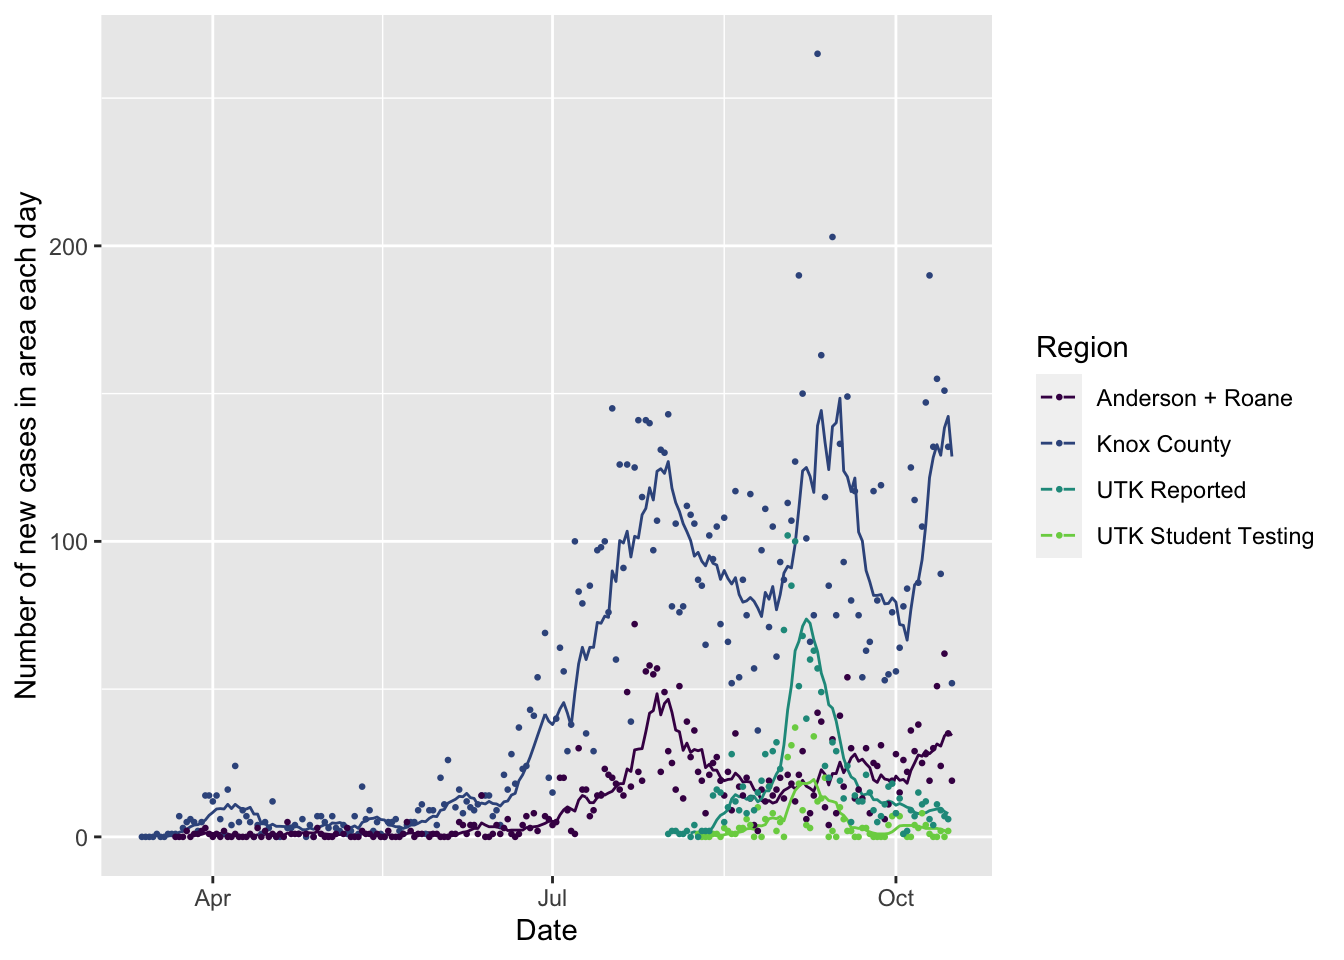 Number of new cases in area each day
200
100
0
Apr
Jul
Oct
Date
Region
Anderson + Roane
Knox County
UTK Reported
UTK Student Testing